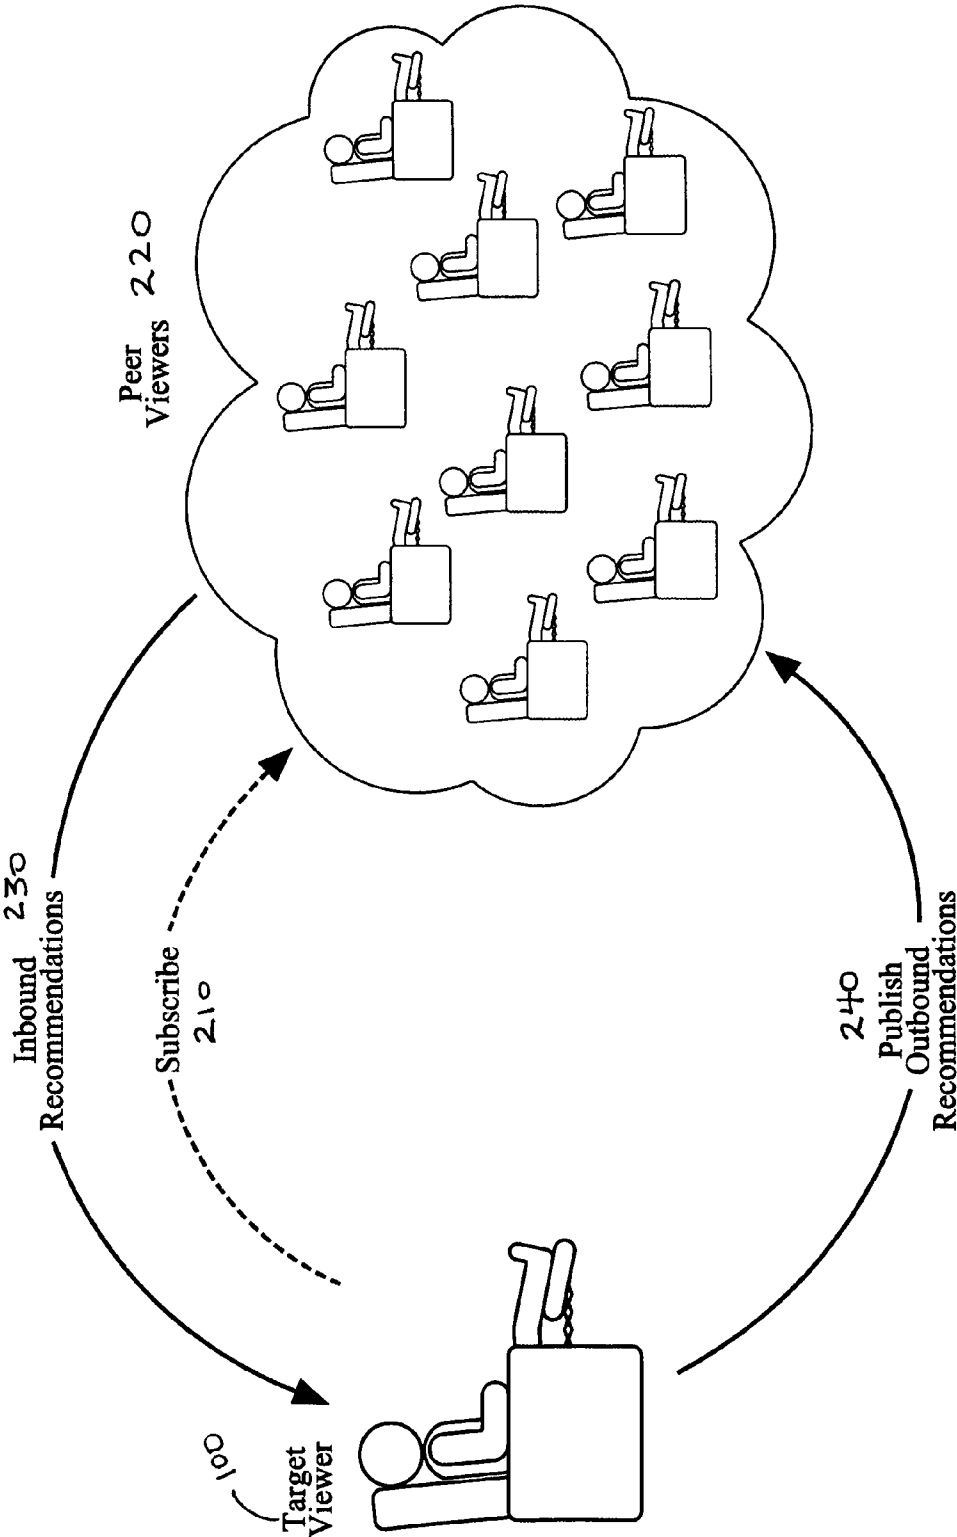 Inbound 230
Recommendations
Subscribe
210
Peer
Viewers 220
100
Target
Viewer
240
Publish
Outbound
Recommendations